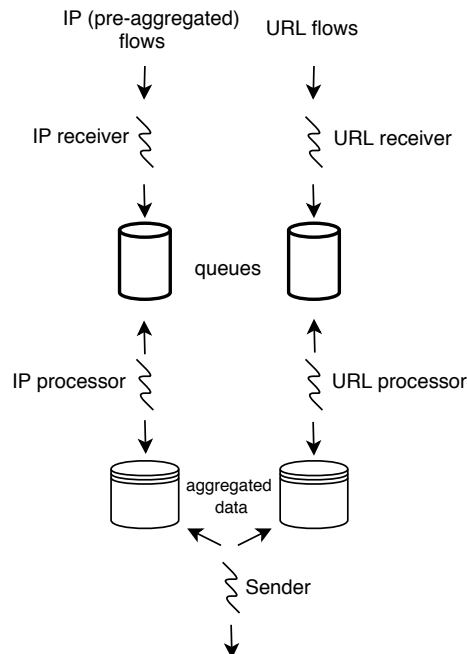 IP (pre-aggregated)
flows
URL flows
IP receiver
URL receiver
queues
IP processor
URL processor
aggregated
data
Sender